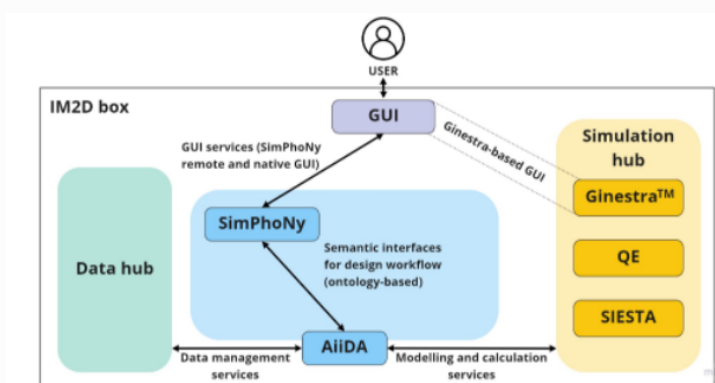 USER
IM2D box
GUI
GUI services (SimPhoNy
remote and native GUI)
Ginestra-based GUI
Simulation
hub
Ginestra™
QE
SIESTA
Data hub
SimPhoNy
Semantic interfaces
for design workflow
(ontology-based)
AiiDA
Data management
services
Modelling and calculation
services